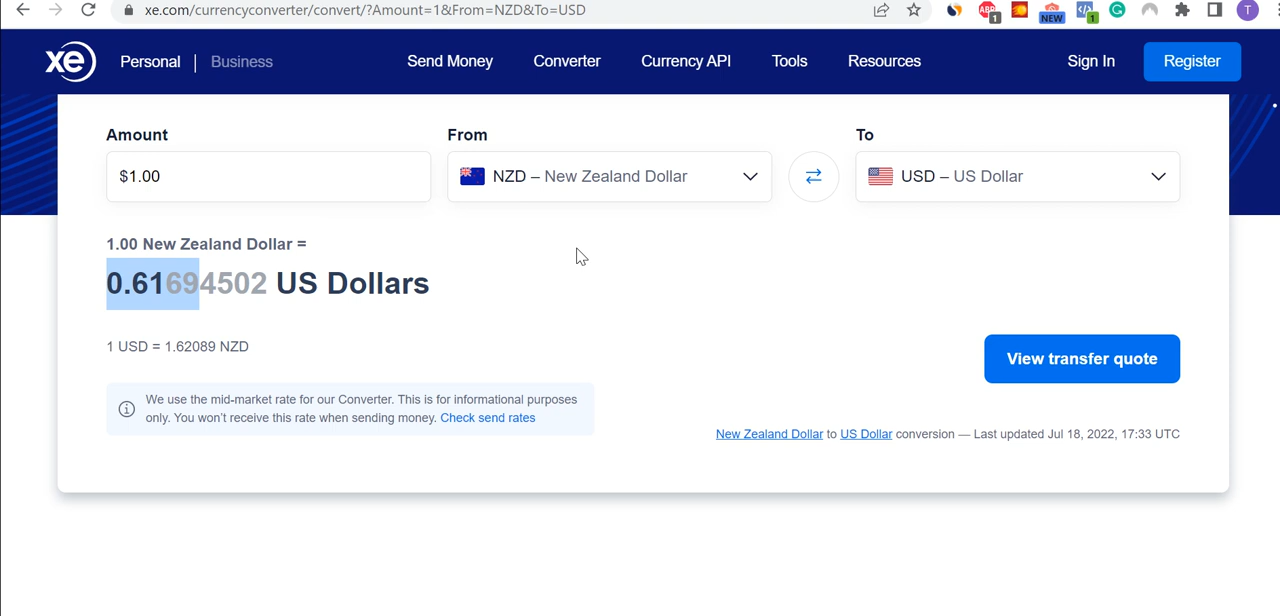 xe.com/currencyconverter/convert/?Amount=1&From=NZD&To=USD
ABP 1 NEW 1 T
xe Personal | Business Send Money Converter Currency API Tools Resources Sign In Register
Amount From To
$1.00 NZD – New Zealand Dollar USD – US Dollar
1.00 New Zealand Dollar =
0.61694502 US Dollars
1 USD = 1.62089 NZD
View transfer quote
We use the mid-market rate for our Converter. This is for informational purposes
only. You won’t receive this rate when sending money. Check send rates
New Zealand Dollar to US Dollar conversion — Last updated Jul 18, 2022, 17:33 UTC